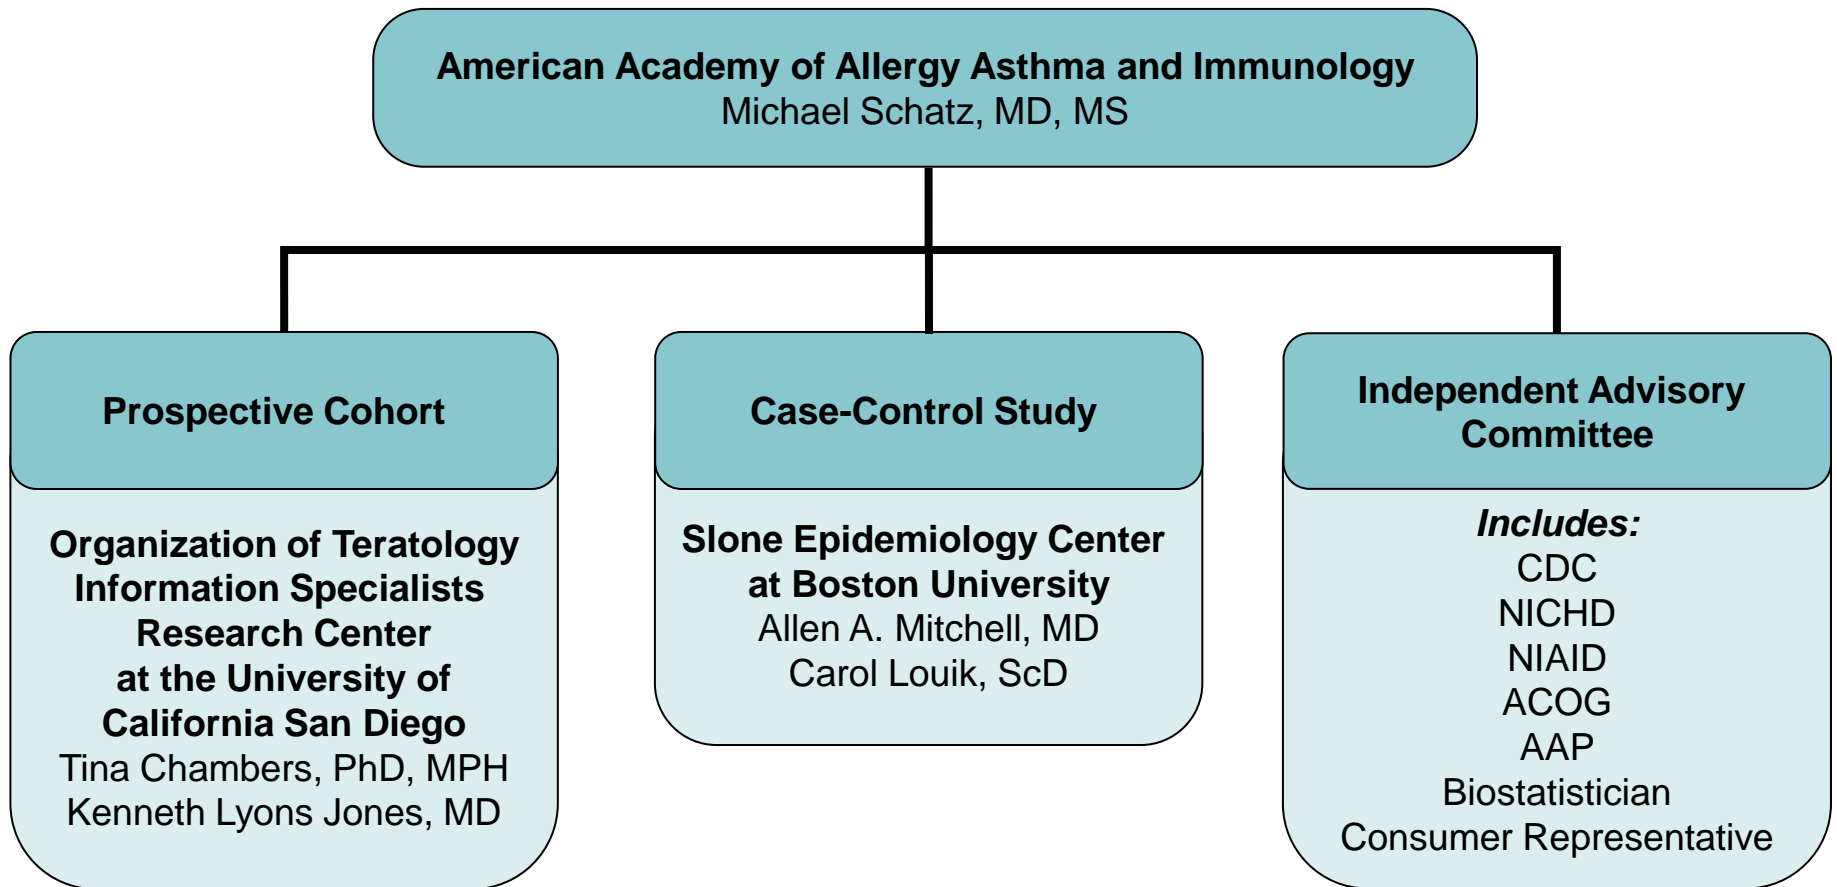 American Academy of Allergy Asthma and Immunology
Michael Schatz, MD, MS
Prospective Cohort
Organization of Teratology
Information Specialists
Research Center
at the University of
California San Diego
Tina Chambers, PhD, MPH
Kenneth Lyons Jones, MD
Case-Control Study
Slone Epidemiology Center
at Boston University
Allen A. Mitchell, MD
Carol Louik, ScD
Independent Advisory
Committee
Includes:
CDC
NICHD
NIAID
ACOG
AAP
Biostatistician
Consumer Representative